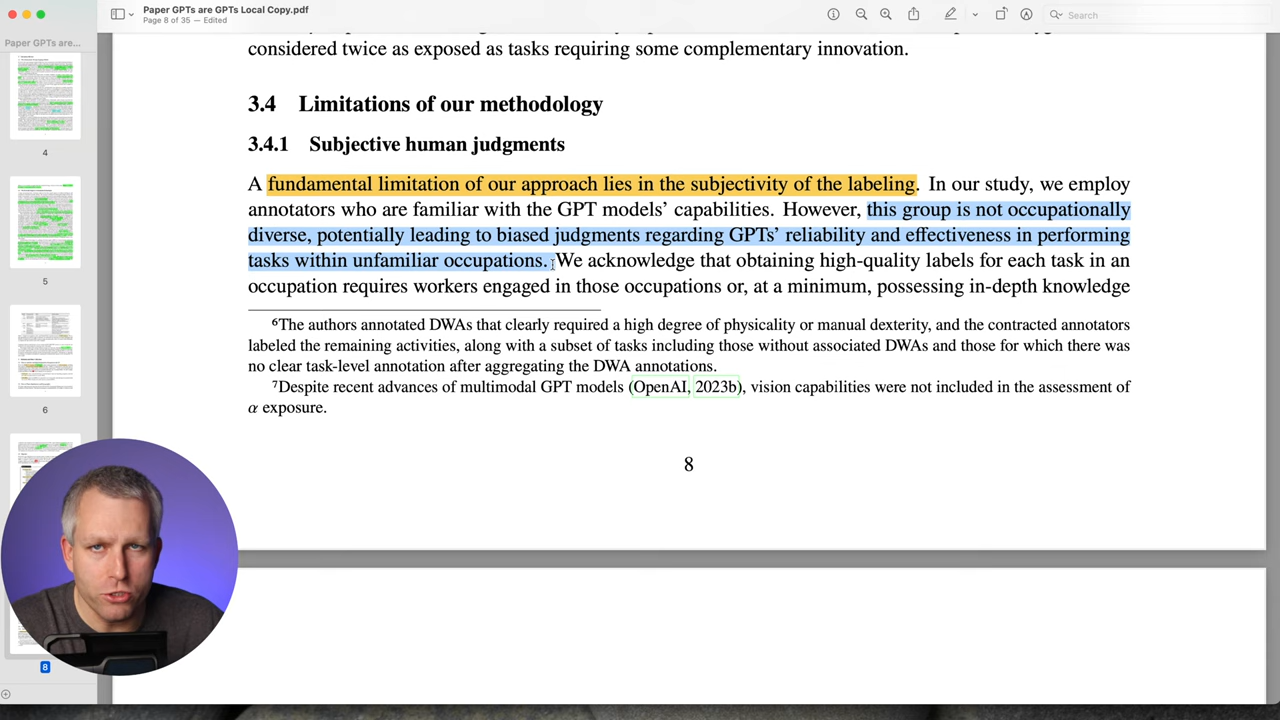 Paper GPTs are GPTs Local Copy.pdf
Page 8 of 35 — Edited
Search
Paper GPTs are...
4
5
6
8
considered twice as exposed as tasks requiring some complementary innovation.
3.4 Limitations of our methodology
3.4.1 Subjective human judgments
A fundamental limitation of our approach lies in the subjectivity of the labeling. In our study, we employ
annotators who are familiar with the GPT models’ capabilities. However, this group is not occupationally
diverse, potentially leading to biased judgments regarding GPTs’ reliability and effectiveness in performing
tasks within unfamiliar occupations. We acknowledge that obtaining high-quality labels for each task in an
occupation requires workers engaged in those occupations or, at a minimum, possessing in-depth knowledge
6The authors annotated DWAs that clearly required a high degree of physicality or manual dexterity, and the contracted annotators
labeled the remaining activities, along with a subset of tasks including those without associated DWAs and those for which there was
no clear task-level annotation after aggregating the DWA annotations.
7Despite recent advances of multimodal GPT models (OpenAI, 2023b), vision capabilities were not included in the assessment of
α exposure.
8